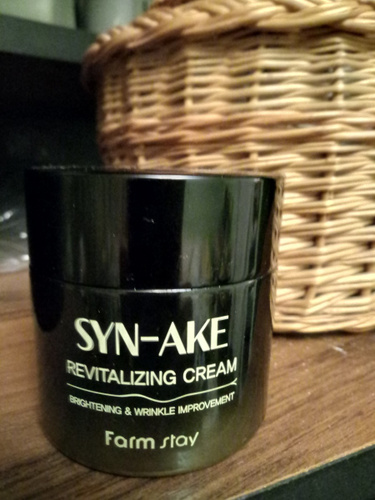 SYN-AKE
REVITALIZING CREAM
BRIGHTENING & WRINKLE IMPROVEMENT
Farm stay